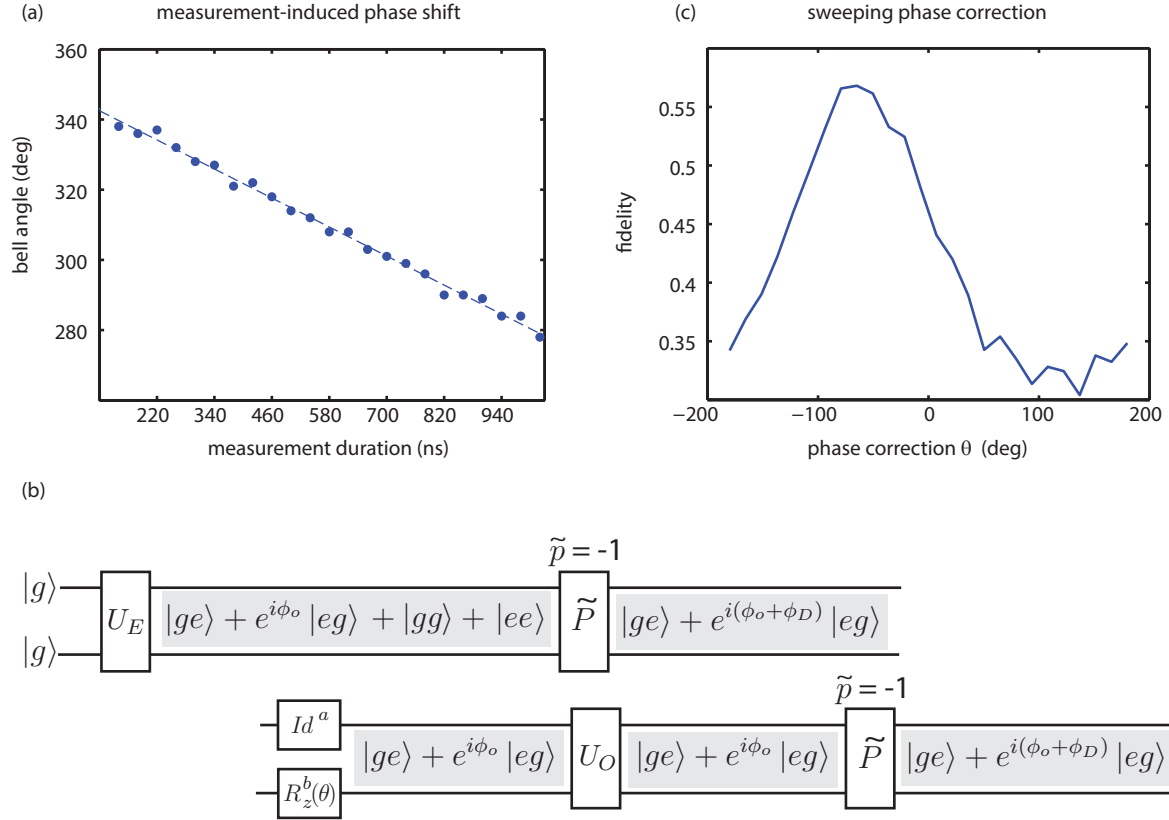 (a)
measurement-induced phase shift
360
340
320
300
280
bell angle (deg)
220 340 460 580 700 820 940
measurement duration (ns)
(c)
sweeping phase correction
0.55
0.5
0.45
0.4
0.35
fidelity
−200 −100 0 100 200
phase correction θ (deg)
(b)
p̃ = -1
|g⟩
|g⟩
U_E
|ge⟩ + e^{iϕ_o} |eg⟩ + |gg⟩ + |ee⟩
P̃
|ge⟩ + e^{i(ϕ_o+ϕ_D)} |eg⟩
p̃ = -1
Id^a
R_z^b(θ)
|ge⟩ + e^{iϕ_o} |eg⟩
U_O
|ge⟩ + e^{iϕ_o} |eg⟩
P̃
|ge⟩ + e^{i(ϕ_o+ϕ_D)} |eg⟩